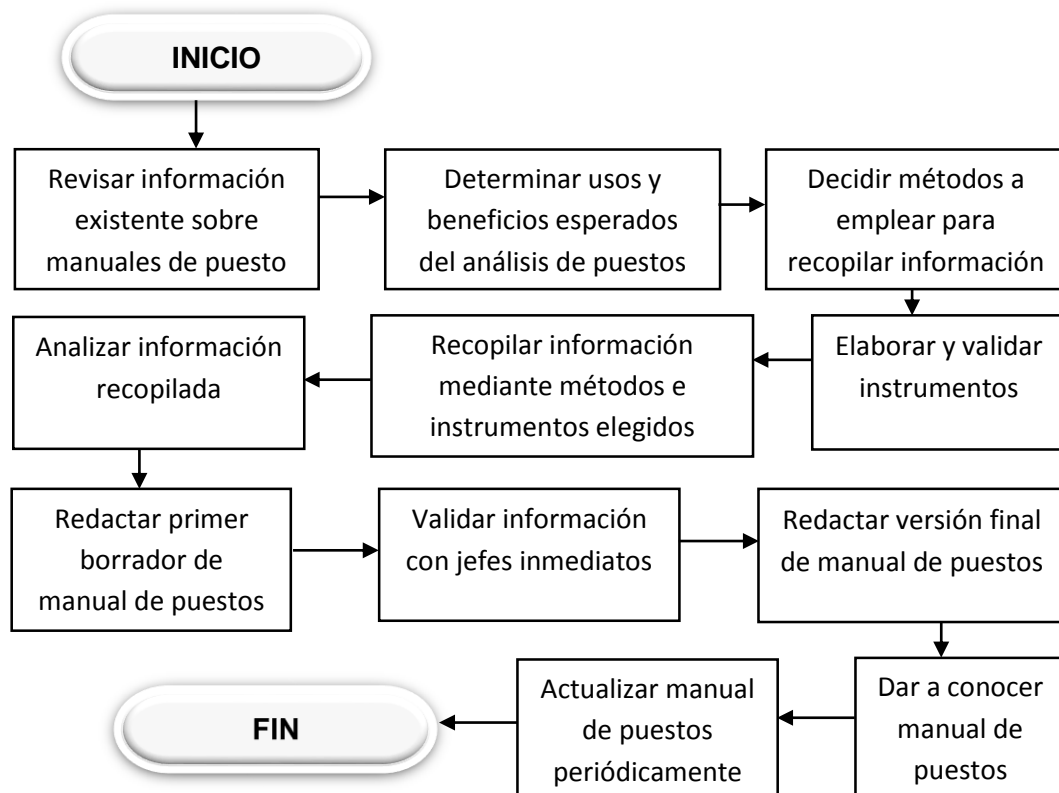 INICIO
Revisar información
existente sobre
manuales de puesto
Determinar usos y
beneficios esperados
del análisis de puestos
Decidir métodos a
emplear para
recopilar información
Elaborar y validar
instrumentos
Recopilar información
mediante métodos e
instrumentos elegidos
Analizar información
recopilada
Redactar primer
borrador de
manual de puestos
Validar información
con jefes inmediatos
Redactar versión final
de manual de puestos
Dar a conocer
manual de
puestos
Actualizar manual
de puestos
periódicamente
FIN